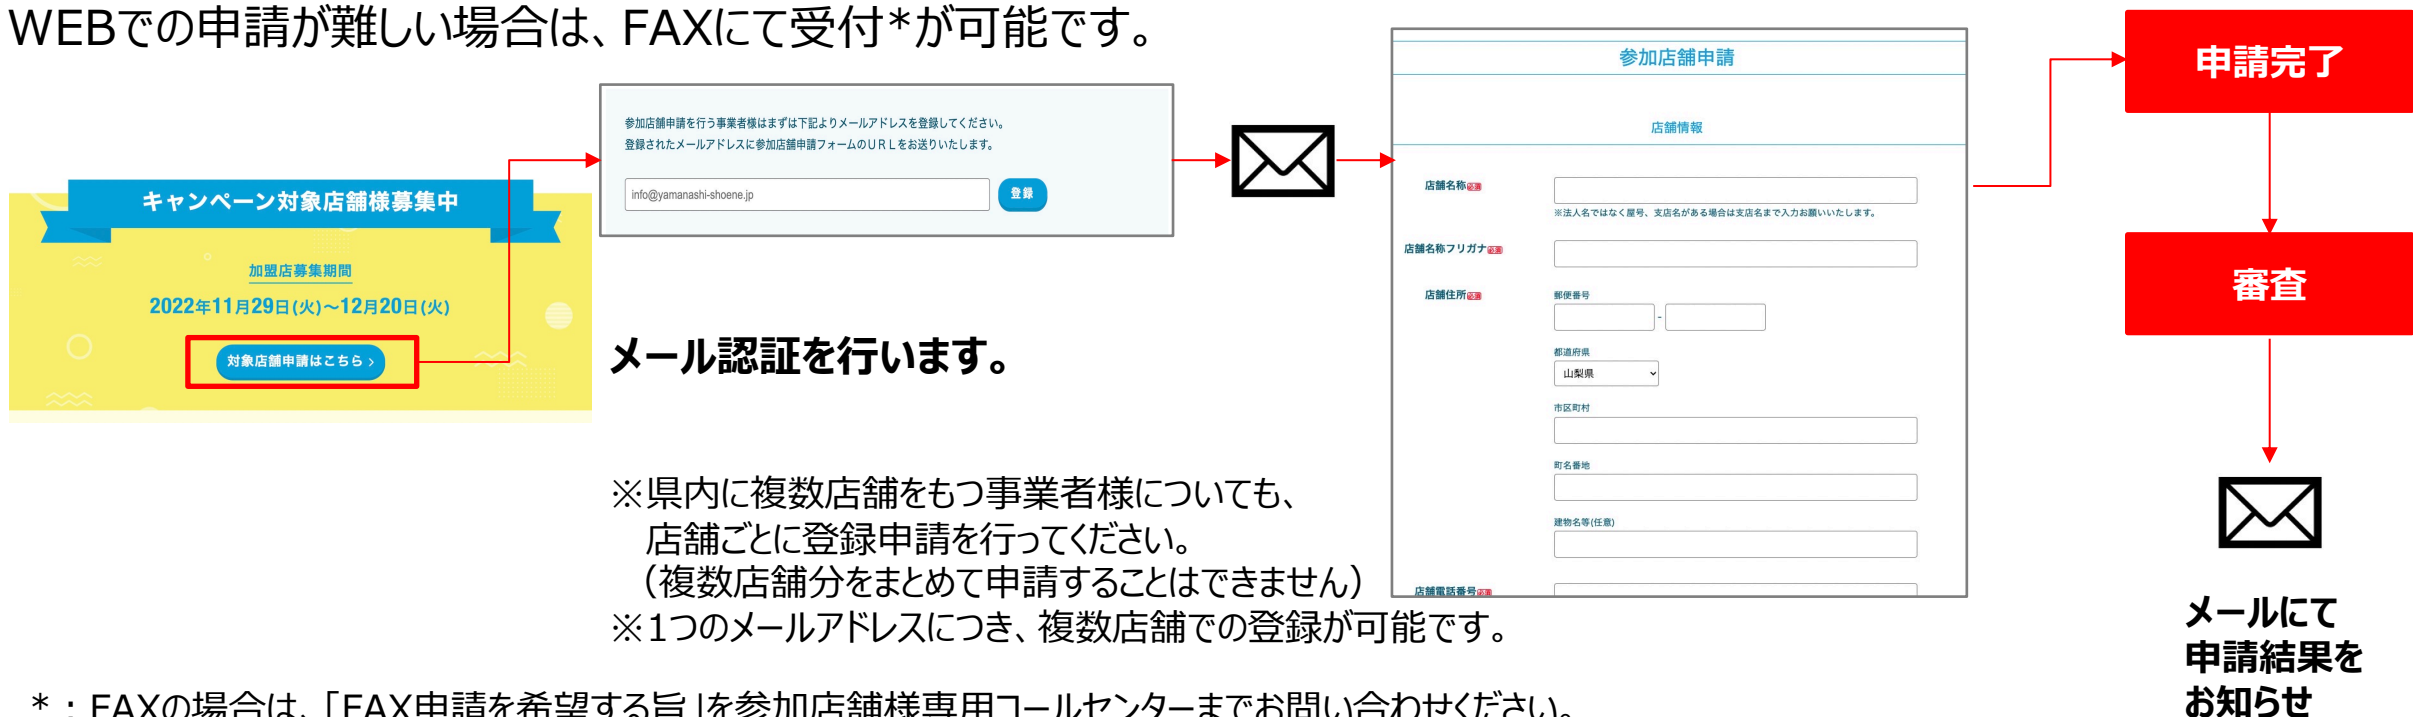 WEBでの申請が難しい場合は、FAXにて受付*が可能です。
キャンペーン対象店舗様募集中
加盟店募集期間
2022年11月29日(火)～12月20日(火)
対象店舗申請はこちら >
参加店舗申請を行う事業者様はまずは下記よりメールアドレスを登録してください。
登録されたメールアドレスに参加店舗申請フォームのURLをお送りいたします。
info@yamanashi-shoene.jp
登録
メール認証を行います。
※県内に複数店舗をもつ事業者様についても、
店舗ごとに登録申請を行ってください。
（複数店舗分をまとめて申請することはできません）
※1つのメールアドレスにつき、複数店舗での登録が可能です。
参加店舗申請
店舗情報
店舗名称必須
※法人名ではなく屋号、支店名がある場合は支店名まで入力お願いいたします。
店舗名称フリガナ必須
店舗住所必須
郵便番号
-
都道府県
山梨県
市区町村
町名番地
建物名等(任意)
店舗電話番号必須
申請完了
審査
メールにて
申請結果を
お知らせ
*：FAXの場合は、「FAX申請を希望する旨」を参加店舗様専用コールセンターまでお問い合わせください。